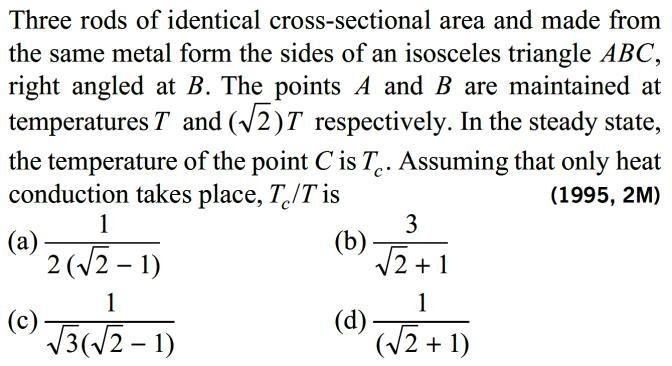 Three rods of identical cross-sectional area and made from
the same metal form the sides of an isosceles triangle ABC,
right angled at B. The points A and B are maintained at
temperatures T and (√2)T respectively. In the steady state,
the temperature of the point C is T_c. Assuming that only heat
conduction takes place, T_c/T is (1995, 2M)
(a) 1/(2(√2 − 1)) (b) 3/(√2 + 1)
(c) 1/(√3(√2 − 1)) (d) 1/((√2 + 1))